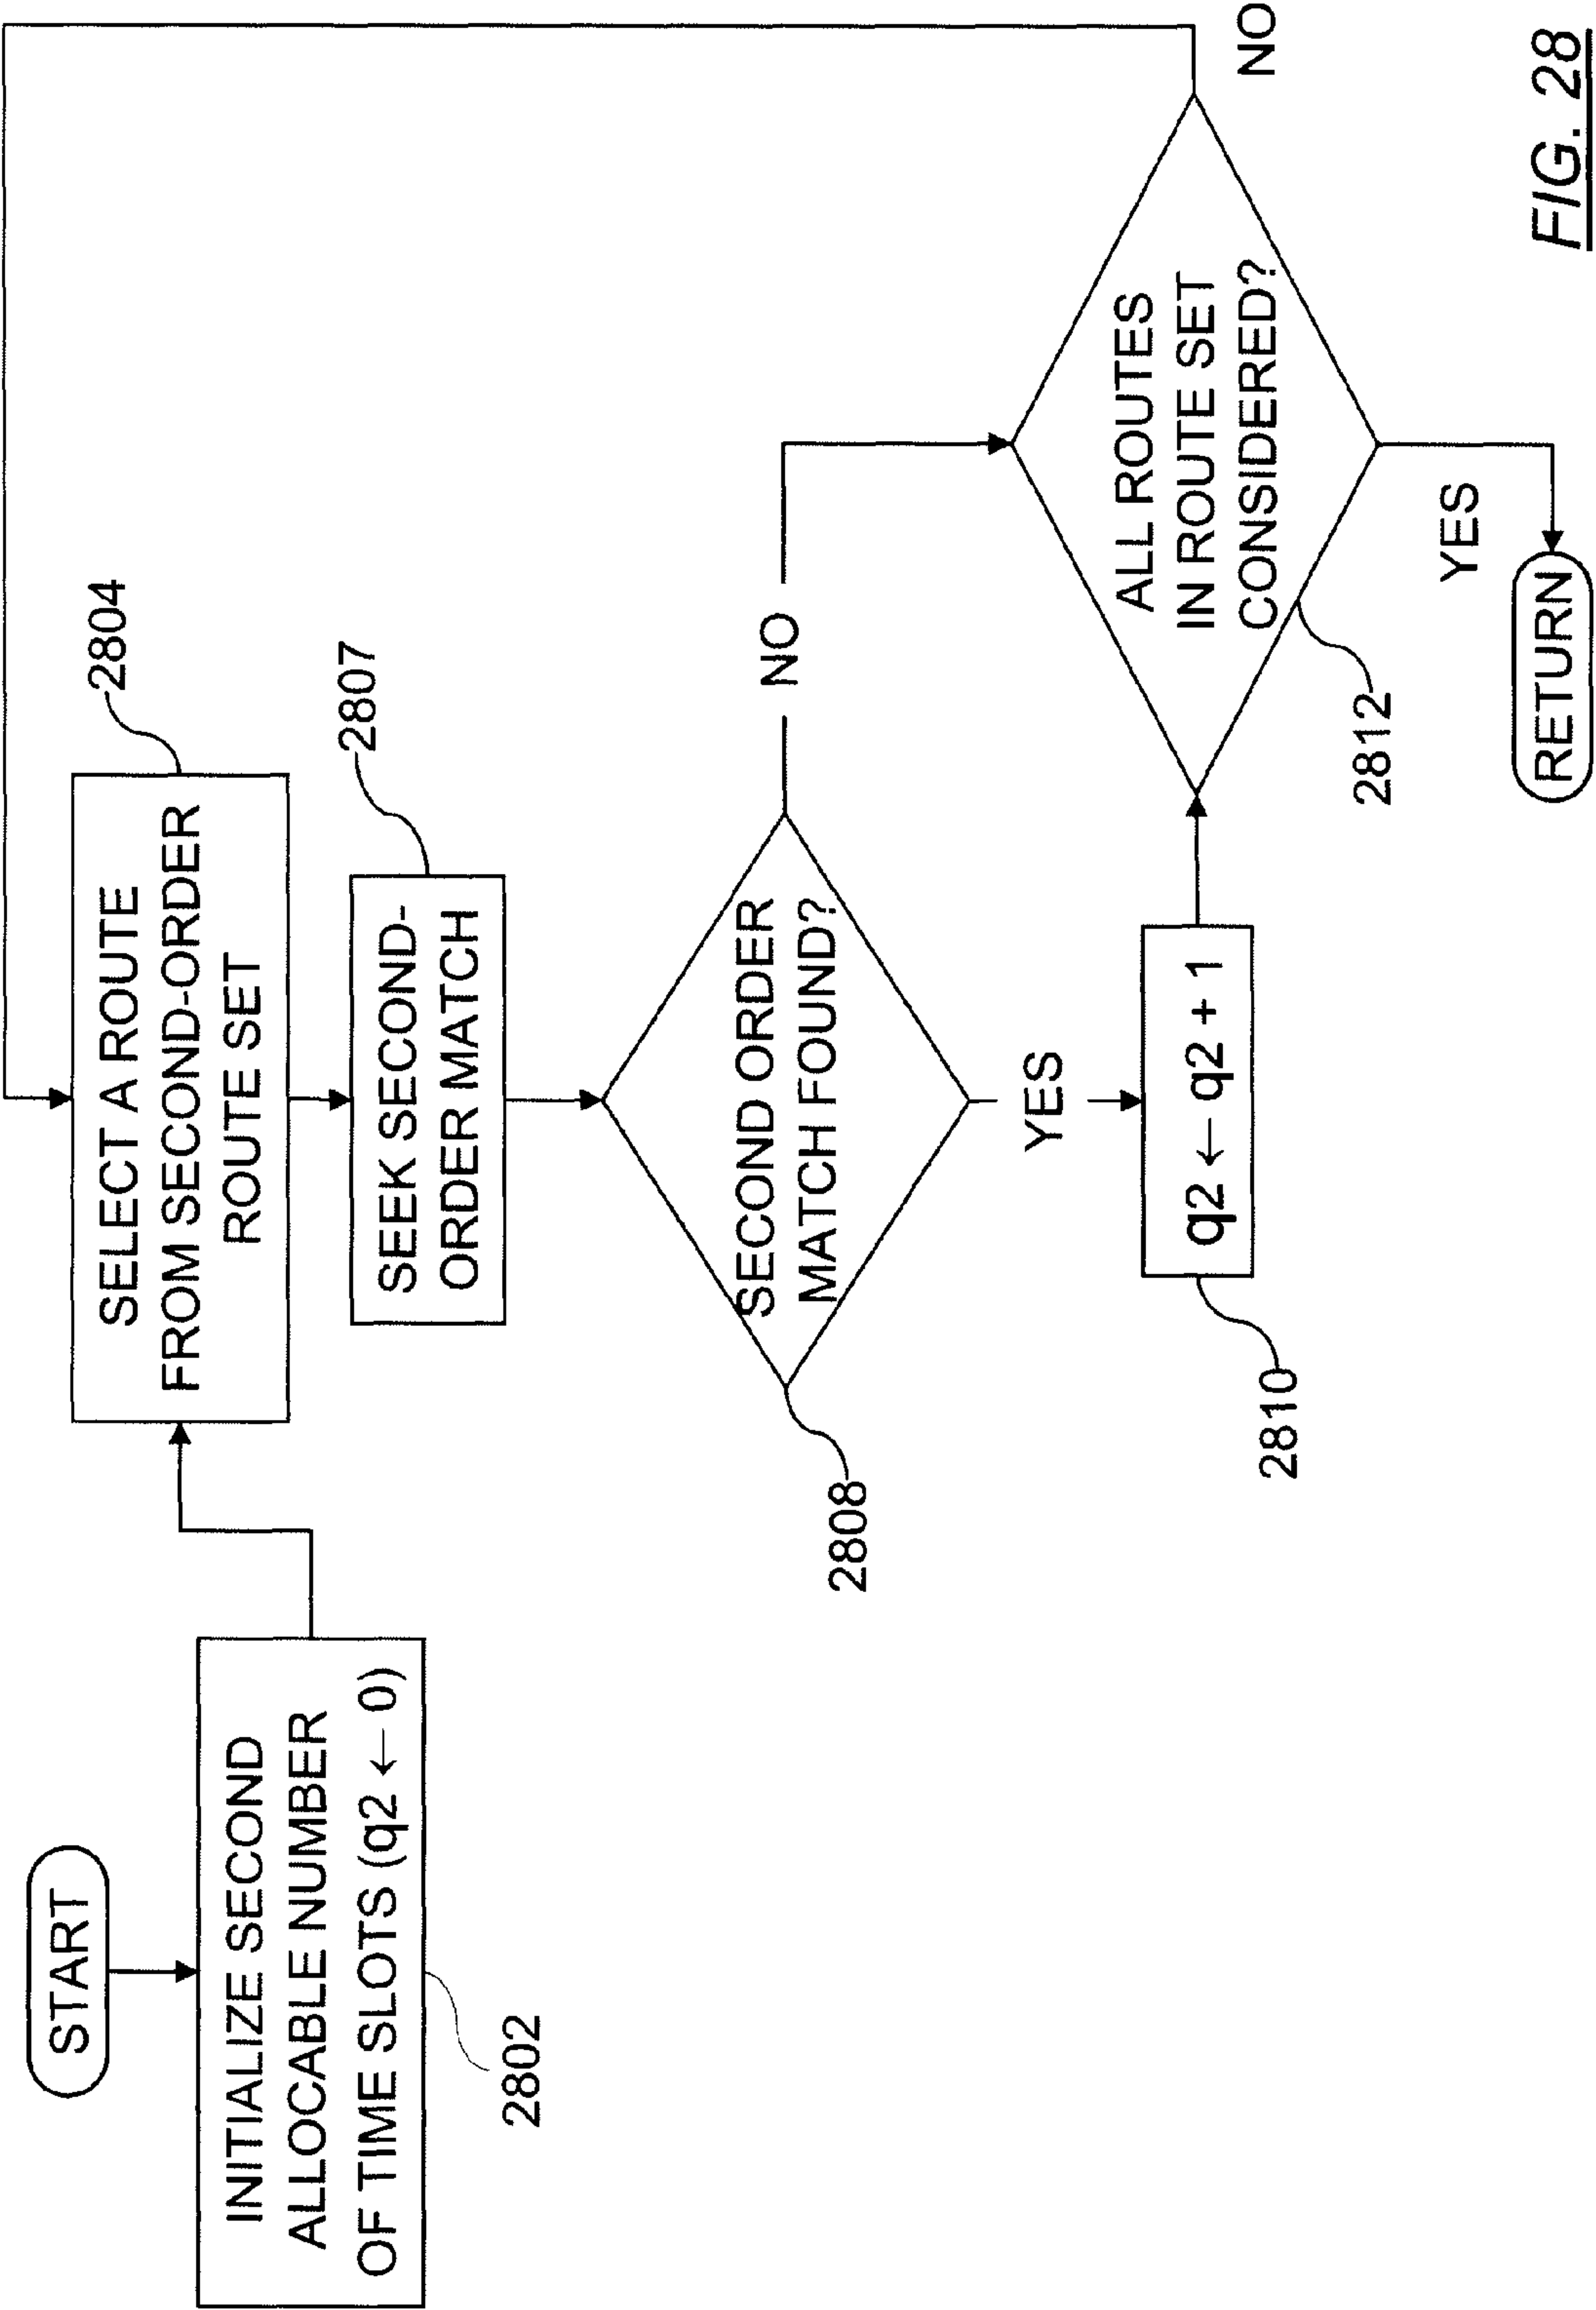 START
INITIALIZE SECOND
ALLOCABLE NUMBER
OF TIME SLOTS (q2 ← 0)
2802
SELECT A ROUTE
FROM SECOND-ORDER
ROUTE SET
2804
SEEK SECOND-
ORDER MATCH
2807
SECOND ORDER
MATCH FOUND?
2808
NO
YES
q2 ← q2 + 1
2810
ALL ROUTES
IN ROUTE SET
CONSIDERED?
2812
NO
YES
RETURN
FIG. 28